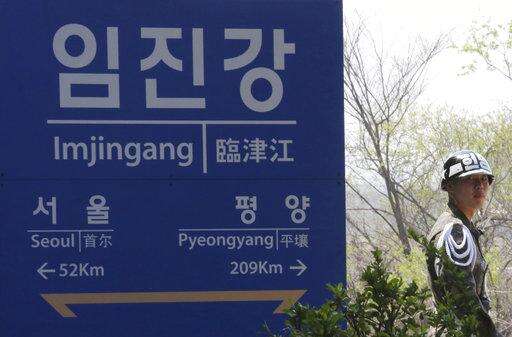 임진강
Imjingang 臨津江
서울 평양
Seoul 首尔 Pyeongyang 平壤
←52Km 209Km→